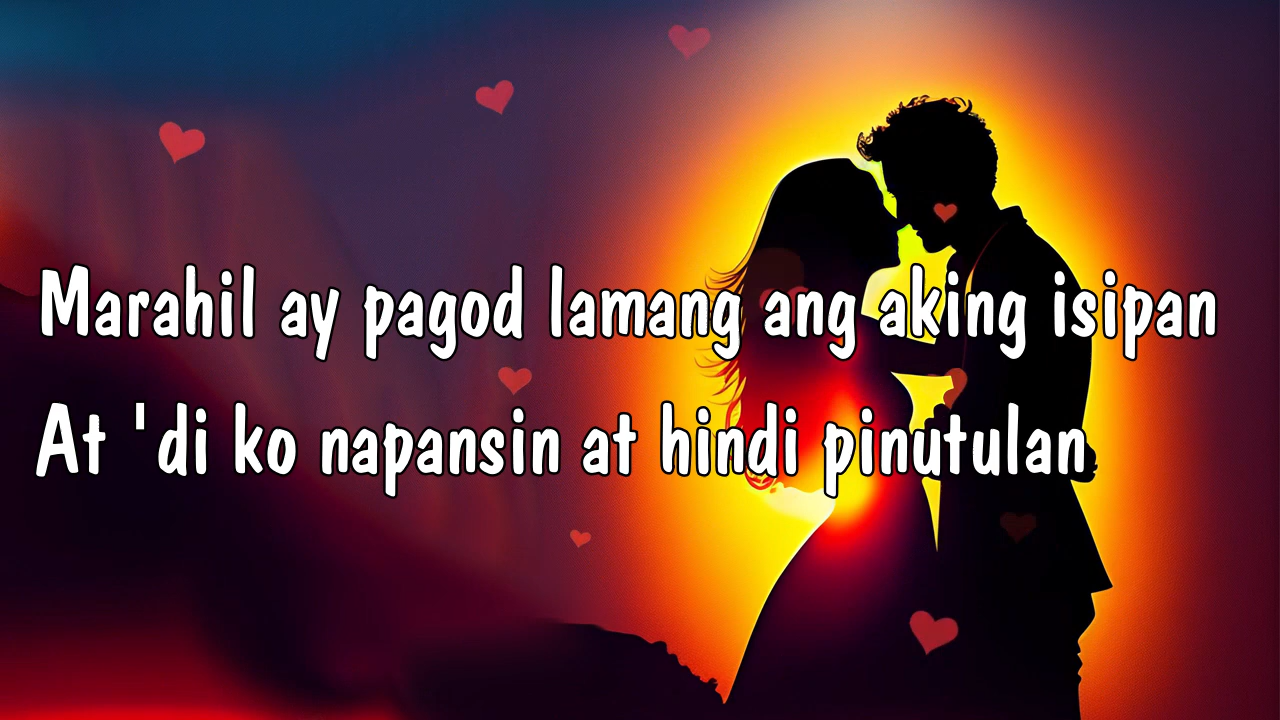 Marahil ay pagod lamang ang aking isipan
At 'di ko napansin at hindi pinutulan